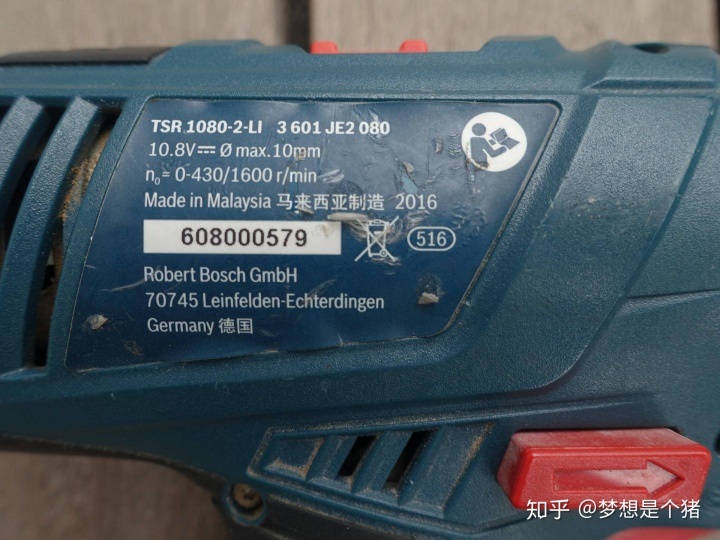 TSR 1080-2-LI 3 601 JE2 080
10.8V⎓ Ø max.10mm
n₀= 0-430/1600 r/min
Made in Malaysia 马来西亚制造 2016
608000579
516
Robert Bosch GmbH
70745 Leinfelden-Echterdingen
Germany 德国
知乎 @梦想是个猪